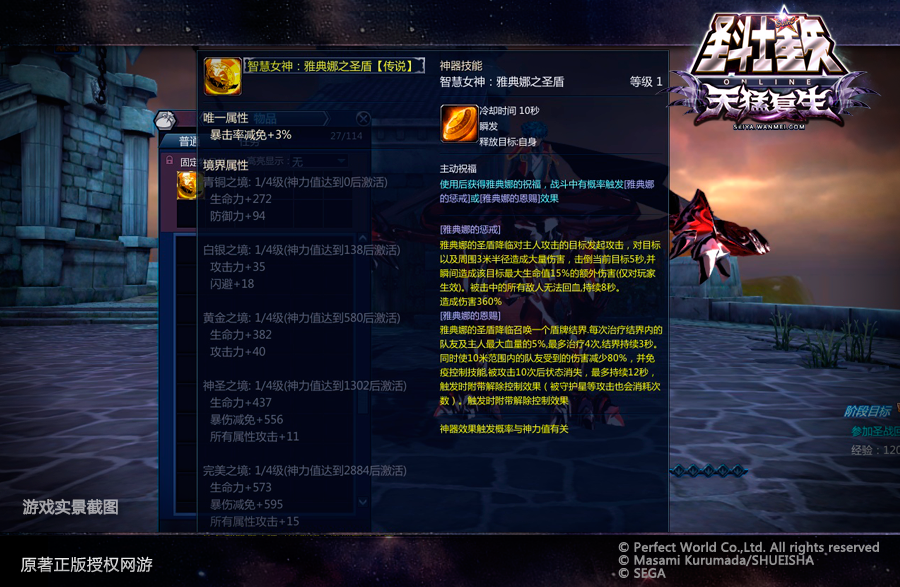 圣斗士星矢
ONLINE
天猛复生
SEIYA.WANMEI.COM
智慧女神：雅典娜之圣盾【传说】
唯一属性
暴击率减免+3%
物品
27/114
普通
任务
固定
高亮显示：无
境界属性
青铜之境: 1/4级(神力值达到0后激活)
生命力+272
防御力+94
白银之境: 1/4级(神力值达到138后激活)
攻击力+35
闪避+18
黄金之境: 1/4级(神力值达到580后激活)
生命力+382
攻击力+40
神圣之境: 1/4级(神力值达到1302后激活)
生命力+437
暴伤减免+556
所有属性攻击+11
完美之境: 1/4级(神力值达到2884后激活)
生命力+573
暴伤减免+595
所有属性攻击+15
神器技能
智慧女神：雅典娜之圣盾 等级 1
冷却时间 10秒
瞬发
释放目标:自身
主动祝福
使用后获得雅典娜的祝福，战斗中有概率触发[雅典娜
的惩戒]或[雅典娜的恩赐]效果
[雅典娜的惩戒]
雅典娜的圣盾降临对主人攻击的目标发起攻击，对目标
以及周围3米半径造成大量伤害，击倒当前目标5秒,并
瞬间造成该目标最大生命值15%的额外伤害(仅对玩家
生效)。被击中的所有敌人无法回血,持续8秒。
造成伤害360%
[雅典娜的恩赐]
雅典娜的圣盾降临召唤一个盾牌结界.每次治疗结界内的
队友及主人最大血量的5%,最多治疗4次,结界持续3秒。
同时使10米范围内的队友受到的伤害减少80%，并免
疫控制技能,被攻击10次后状态消失，最多持续12秒，
触发时附带解除控制效果（被守护星等攻击也会消耗次
数）。触发时附带解除控制效果
神器效果触发概率与神力值有关
阶段目标
参加圣战
经验：120
游戏实景截图
原著正版授权网游
© Perfect World Co.,Ltd. All rights reserved
© Masami Kurumada/SHUEISHA
© SEGA